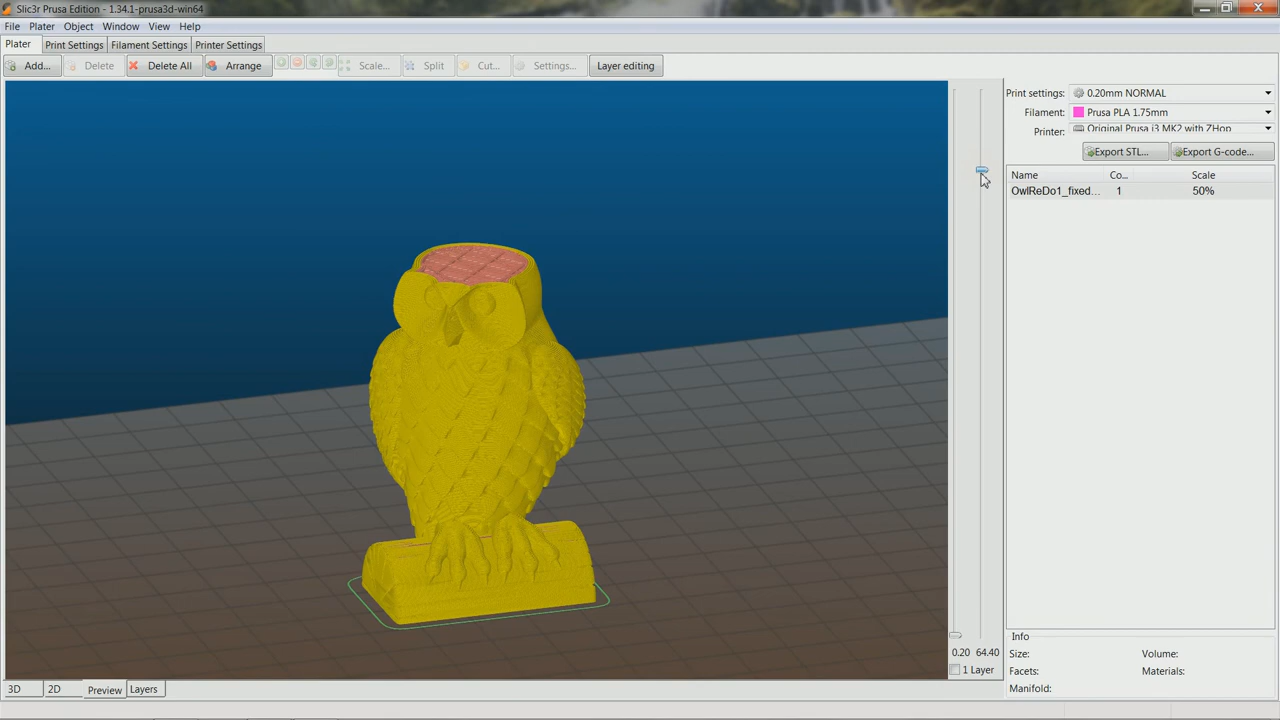 Slic3r Prusa Edition - 1.34.1-prusa3d-win64
File Plater Object Window View Help
Plater Print Settings Filament Settings Printer Settings
Add... Delete Delete All Arrange Scale... Split Cut... Settings... Layer editing
Print settings: 0.20mm NORMAL
Filament: Prusa PLA 1.75mm
Printer: Original Prusa i3 MK2 with ZHop
Export STL... Export G-code...
Name Co... Scale
OwlReDo1_fixed... 1 50%
0.20 64.40
1 Layer
Info
Size: Volume:
Facets: Materials:
Manifold:
3D 2D Preview Layers